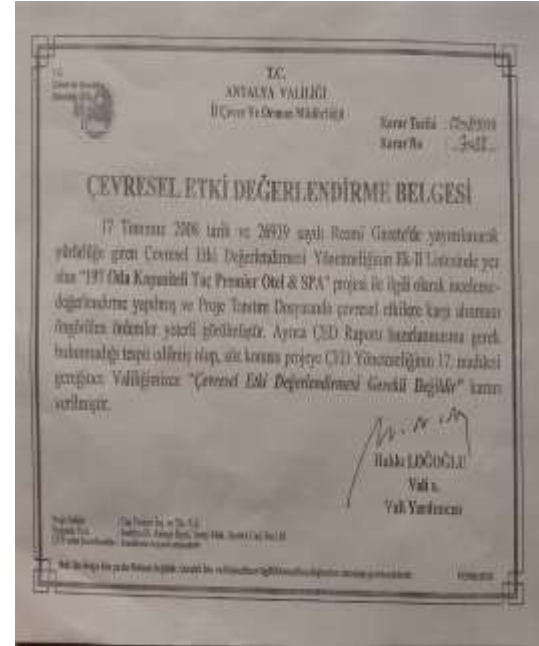 T.C.
ANTALYA VALİLİĞİ
İl Çevre Ve Orman Müdürlüğü
Karar Tarihi :
Karar No :
ÇEVRESEL ETKİ DEĞERLENDİRME BELGESİ
17 Temmuz 2008 tarih ve 26939 sayılı Resmi Gazete'de yayımlanarak
yürürlüğe giren Çevresel Etki Değerlendirmesi Yönetmeliğinin Ek-II Listesinde yer
alan "197 Oda Kapasiteli Taç Premier Otel & SPA" projesi ile ilgili olarak inceleme-
değerlendirme yapılmış ve Proje Tanıtım Dosyasında çevresel etkilere karşı alınması
öngörülen önlemler yeterli görülmüştür. Ayrıca ÇED Raporu hazırlanmasına gerek
bulunmadığı tespit edilmiş olup, söz konusu projeye ÇED Yönetmeliğinin 17. maddesi
gereğince Valiliğimizce "Çevresel Etki Değerlendirmesi Gerekli Değildir" kararı
verilmiştir.
Hakkı LOĞOĞLU
Vali a.
Vali Yardımcısı